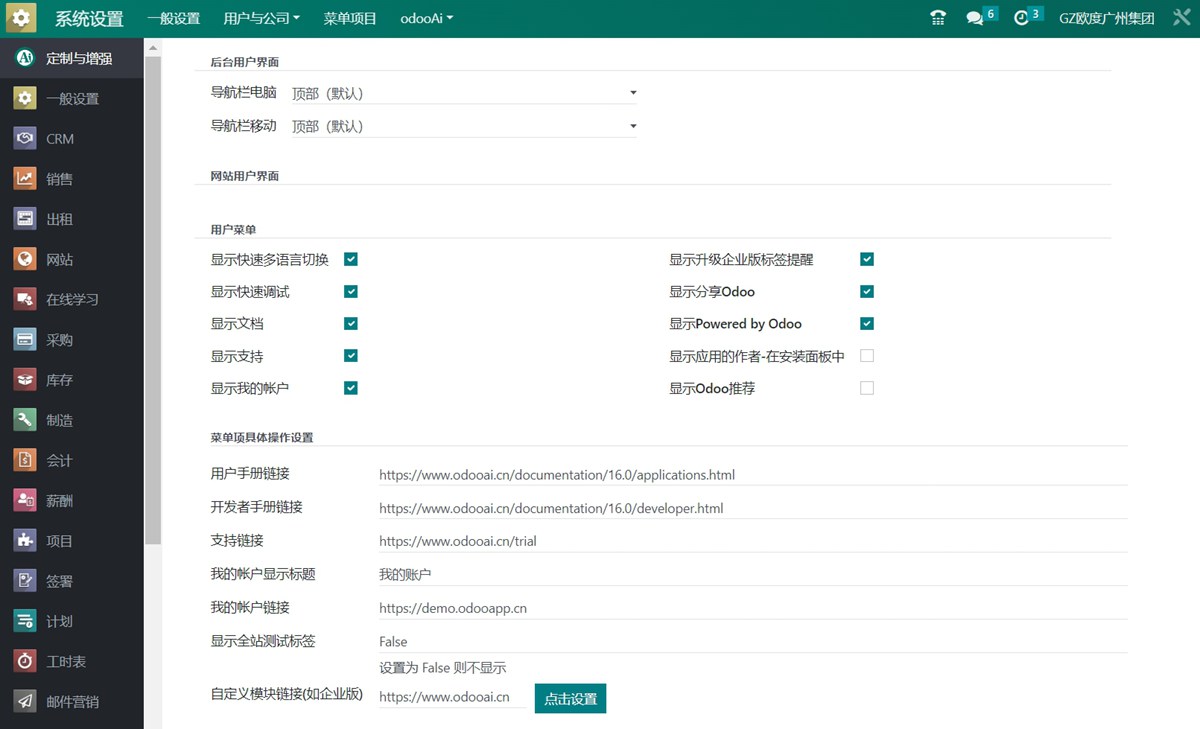 系统设置 一般设置 用户与公司 菜单项目 odooAi 6 3 GZ欧度广州集团
Ai 定制与增强
一般设置
CRM
销售
出租
网站
在线学习
采购
库存
制造
会计
薪酬
项目
签署
计划
工时表
邮件营销
后台用户界面
导航栏电脑 顶部（默认）
导航栏移动 顶部（默认）
网站用户界面
用户菜单
显示快速多语言切换 显示升级企业版标签提醒
显示快速调试 显示分享Odoo
显示文档 显示Powered by Odoo
显示支持 显示应用的作者-在安装面板中
显示我的帐户 显示Odoo推荐
菜单项具体操作设置
用户手册链接 https://www.odooai.cn/documentation/16.0/applications.html
开发者手册链接 https://www.odooai.cn/documentation/16.0/developer.html
支持链接 https://www.odooai.cn/trial
我的帐户显示标题 我的账户
我的帐户链接 https://demo.odooapp.cn
显示全站测试标签 False
设置为 False 则不显示
自定义模块链接(如企业版) https://www.odooai.cn 点击设置